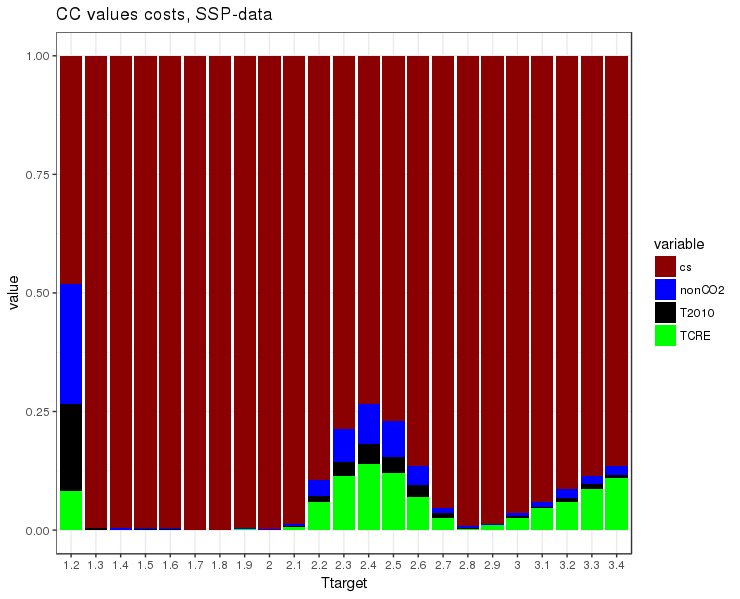 CC values costs, SSP-data
1.00
0.75
0.50
0.25
0.00
value
1.2 1.3 1.4 1.5 1.6 1.7 1.8 1.9 2 2.1 2.2 2.3 2.4 2.5 2.6 2.7 2.8 2.9 3 3.1 3.2 3.3 3.4
Ttarget
variable
cs
nonCO2
T2010
TCRE